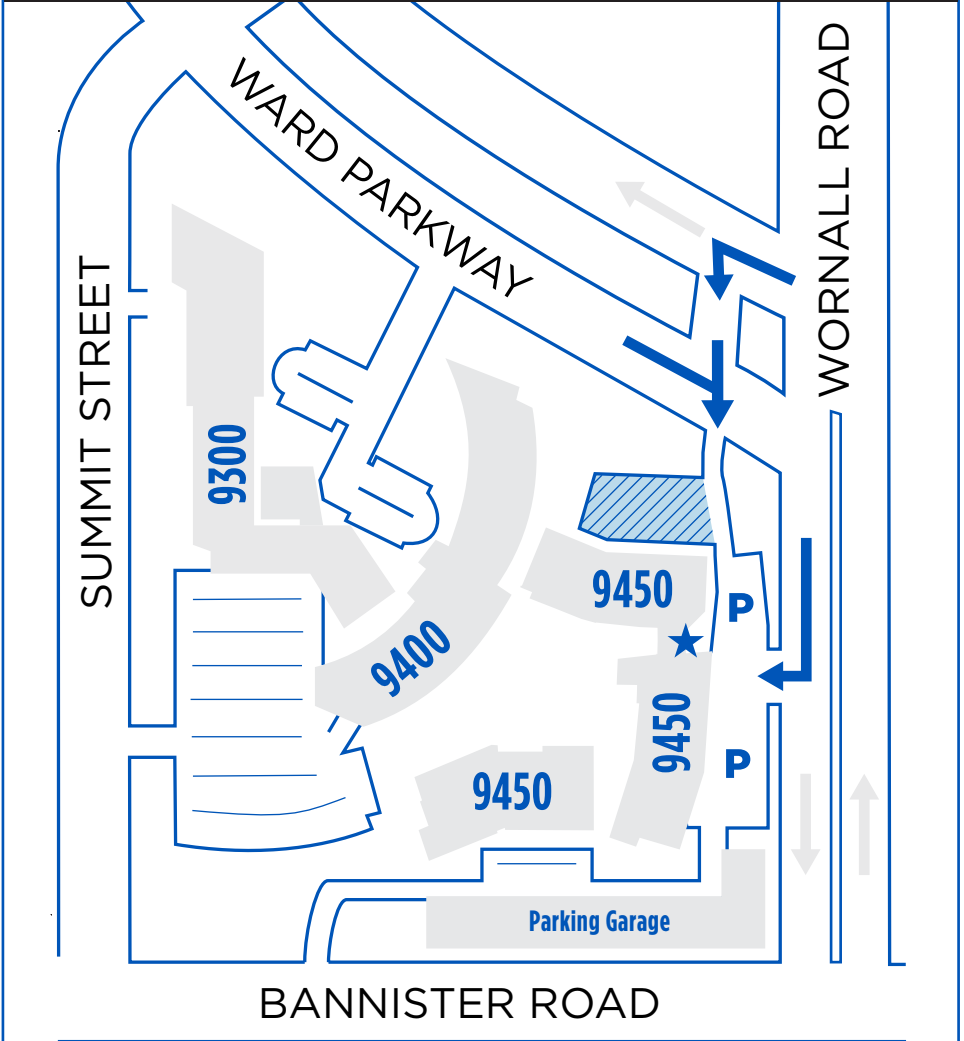 WARD PARKWAY
WORNALL ROAD
SUMMIT STREET
9300
9400
9450
P
9450
P
9450
Parking Garage
BANNISTER ROAD